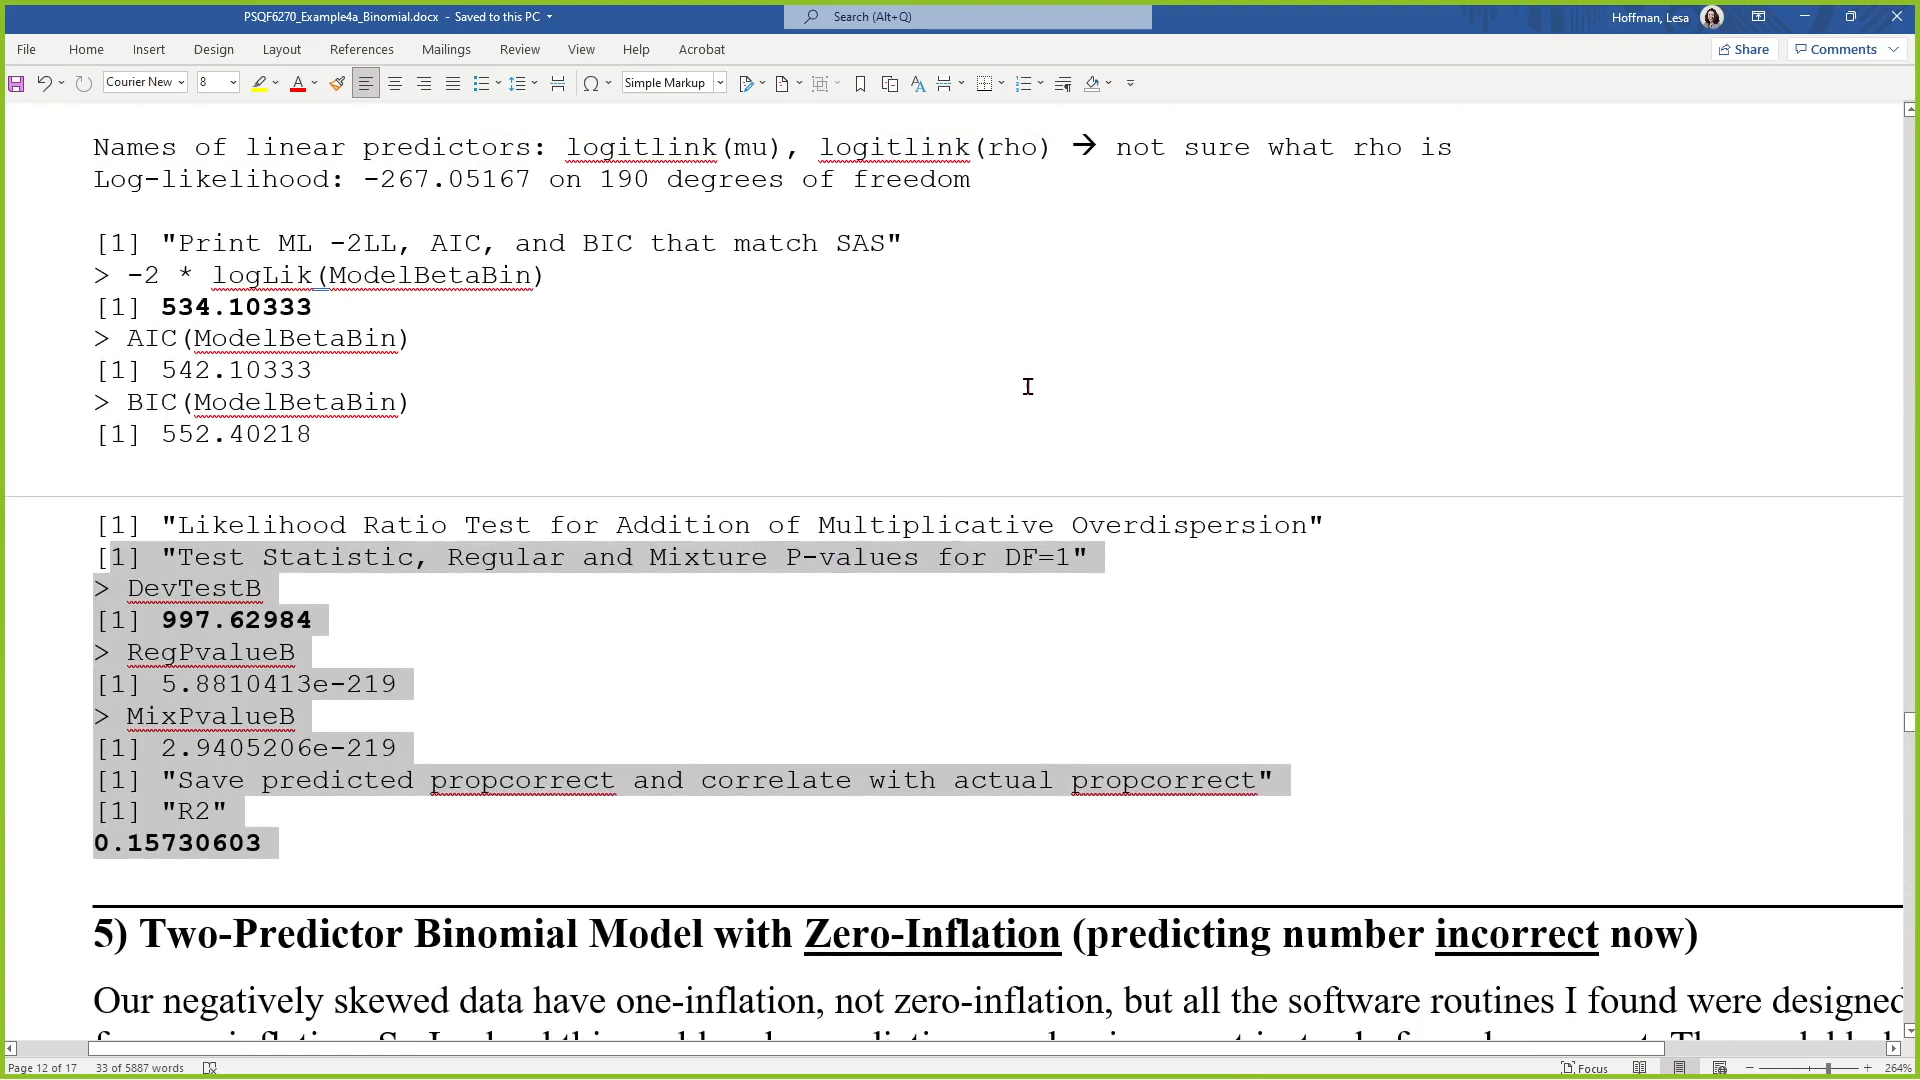 PSQF6270_Example4a_Binomial.docx - Saved to this PC
Search (Alt+Q)
Hoffman, Lesa
File Home Insert Design Layout References Mailings Review View Help Acrobat
Share Comments
Courier New 8 Simple Markup
Names of linear predictors: logitlink(mu), logitlink(rho) → not sure what rho is
Log-likelihood: -267.05167 on 190 degrees of freedom
[1] "Print ML -2LL, AIC, and BIC that match SAS"
> -2 * logLik(ModelBetaBin)
[1] 534.10333
> AIC(ModelBetaBin)
[1] 542.10333
> BIC(ModelBetaBin)
[1] 552.40218
[1] "Likelihood Ratio Test for Addition of Multiplicative Overdispersion"
[1] "Test Statistic, Regular and Mixture P-values for DF=1"
> DevTestB
[1] 997.62984
> RegPvalueB
[1] 5.8810413e-219
> MixPvalueB
[1] 2.9405206e-219
[1] "Save predicted propcorrect and correlate with actual propcorrect"
[1] "R2"
0.15730603
5) Two-Predictor Binomial Model with Zero-Inflation (predicting number incorrect now)
Our negatively skewed data have one-inflation, not zero-inflation, but all the software routines I found were designed
Page 12 of 17 33 of 5887 words Focus 264%